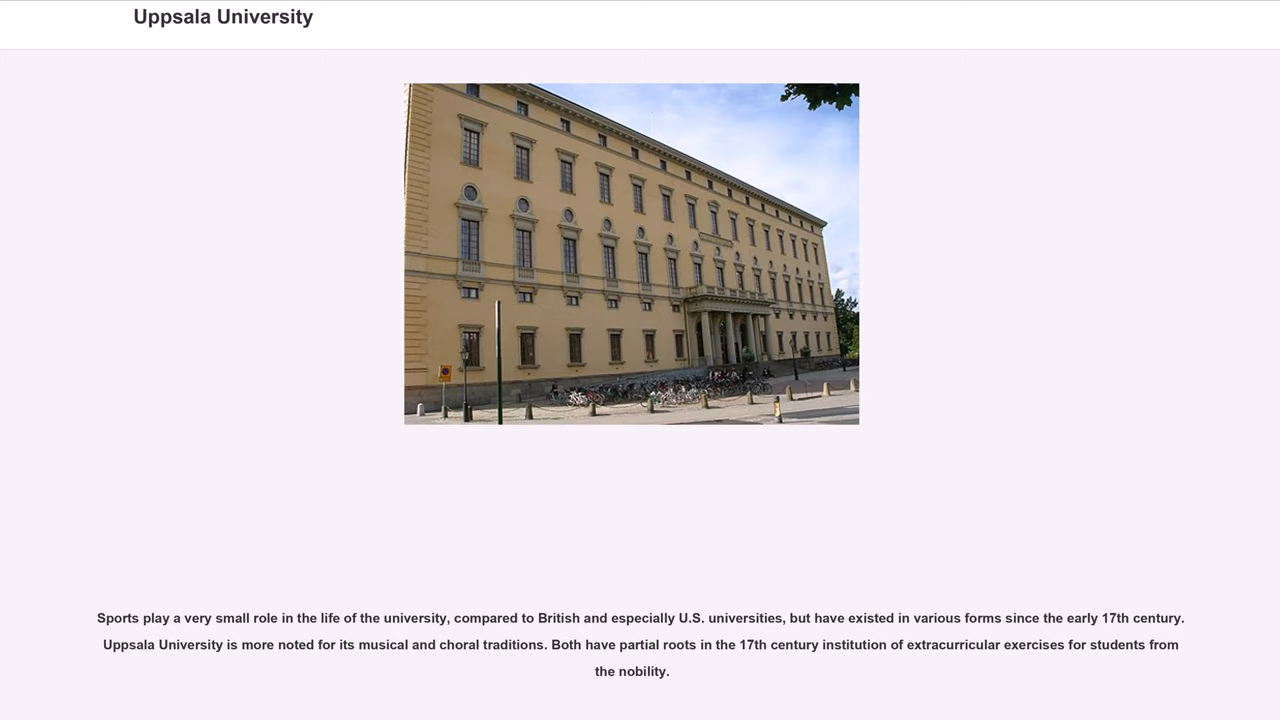 Uppsala University
Sports play a very small role in the life of the university, compared to British and especially U.S. universities, but have existed in various forms since the early 17th century.
Uppsala University is more noted for its musical and choral traditions. Both have partial roots in the 17th century institution of extracurricular exercises for students from
the nobility.